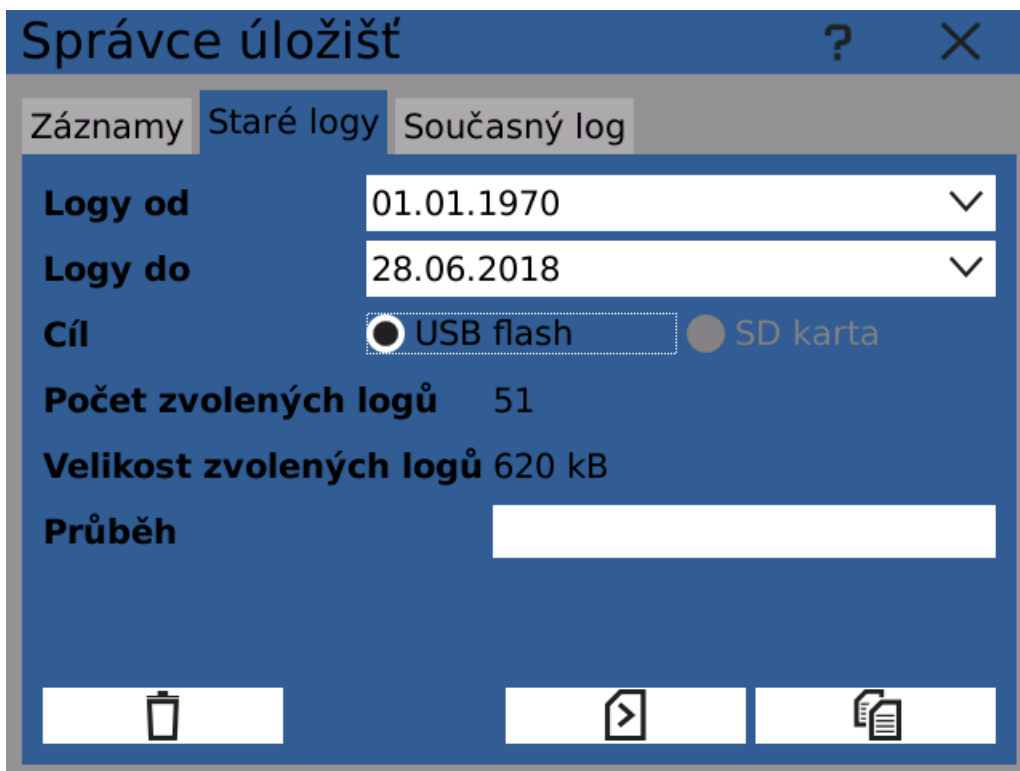 Správce úložišť ?
Záznamy Staré logy Současný log
Logy od 01.01.1970
Logy do 28.06.2018
Cíl USB flash SD karta
Počet zvolených logů 51
Velikost zvolených logů 620 kB
Průběh